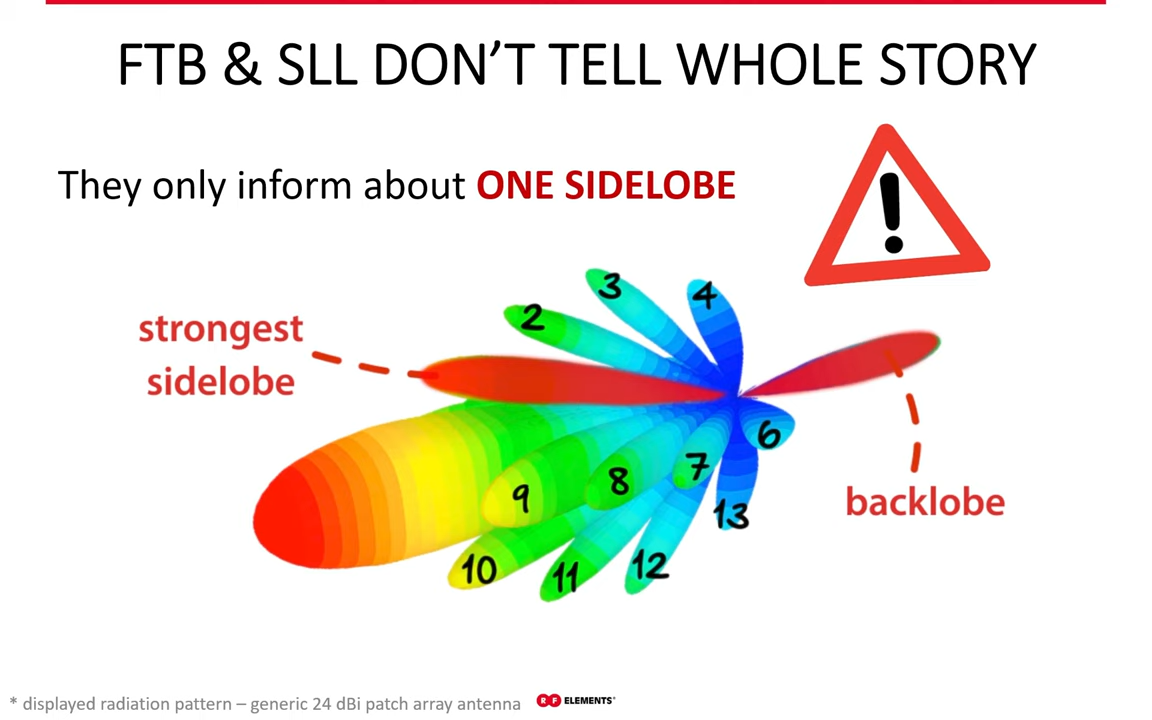 FTB & SLL DON'T TELL WHOLE STORY
They only inform about ONE SIDELOBE
!
3
4
2
strongest
sidelobe
6
7
8
9
13
backlobe
10
11
12
* displayed radiation pattern – generic 24 dBi patch array antenna
RF ELEMENTS®